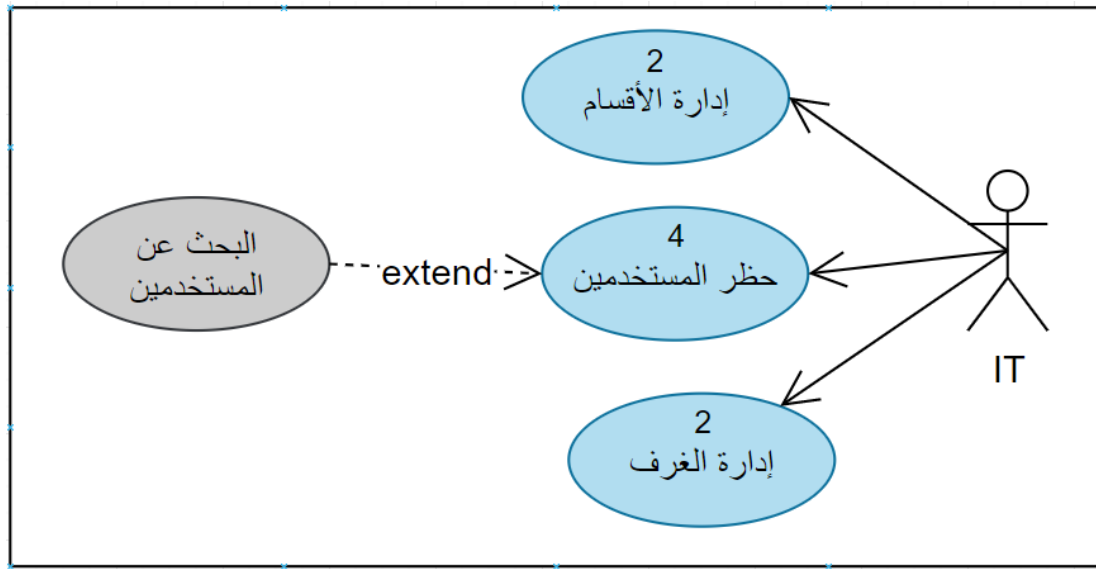 2
إدارة الأقسام
البحث عن
المستخدمين
extend
4
حظر المستخدمين
IT
2
إدارة الغرف